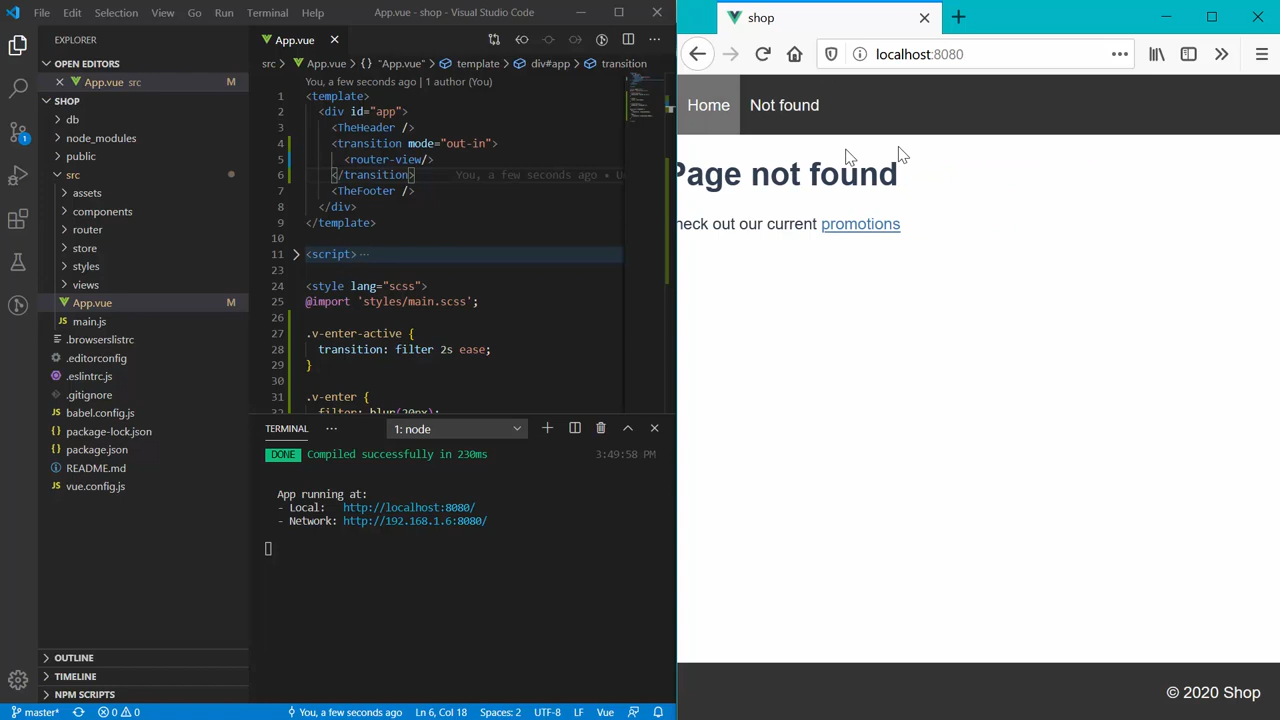 File Edit Selection View Go Run Terminal Help App.vue - shop - Visual Studio Code
EXPLORER
OPEN EDITORS
App.vue src M
SHOP
db
node_modules
public
src
assets
components
router
store
styles
views
App.vue M
main.js
.browserslistrc
.editorconfig
.eslintrc.js
.gitignore
babel.config.js
package-lock.json
package.json
README.md
vue.config.js
OUTLINE
TIMELINE
NPM SCRIPTS
1
App.vue
src > App.vue > {} "App.vue" > template > div#app > transition
You, a few seconds ago | 1 author (You)
1 <template>
2 <div id="app">
3 <TheHeader />
4 <transition mode="out-in">
5 <router-view/>
6 </transition> You, a few seconds ago •
7 <TheFooter />
8 </div>
9 </template>
10
11 <script> ...
23
24 <style lang="scss">
25 @import 'styles/main.scss';
26
27 .v-enter-active {
28 transition: filter 2s ease;
29 }
30
31 .v-enter {
32 filter: blur(20px);
TERMINAL ... 1: node
DONE Compiled successfully in 230ms 3:49:58 PM
App running at:
- Local: http://localhost:8080/
- Network: http://192.168.1.6:8080/
master* 0 0 You, a few seconds ago Ln 6, Col 18 Spaces: 2 UTF-8 LF Vue
shop
localhost:8080
Home Not found
Page not found
heck out our current promotions
© 2020 Shop